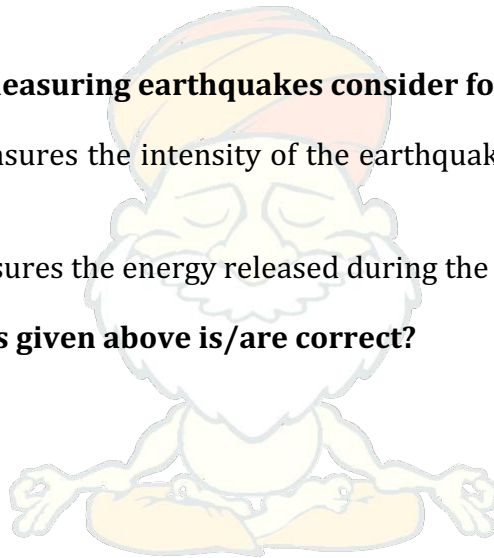 easuring earthquakes consider fo
sures the intensity of the earthquak
sures the energy released during the
s given above is/are correct?